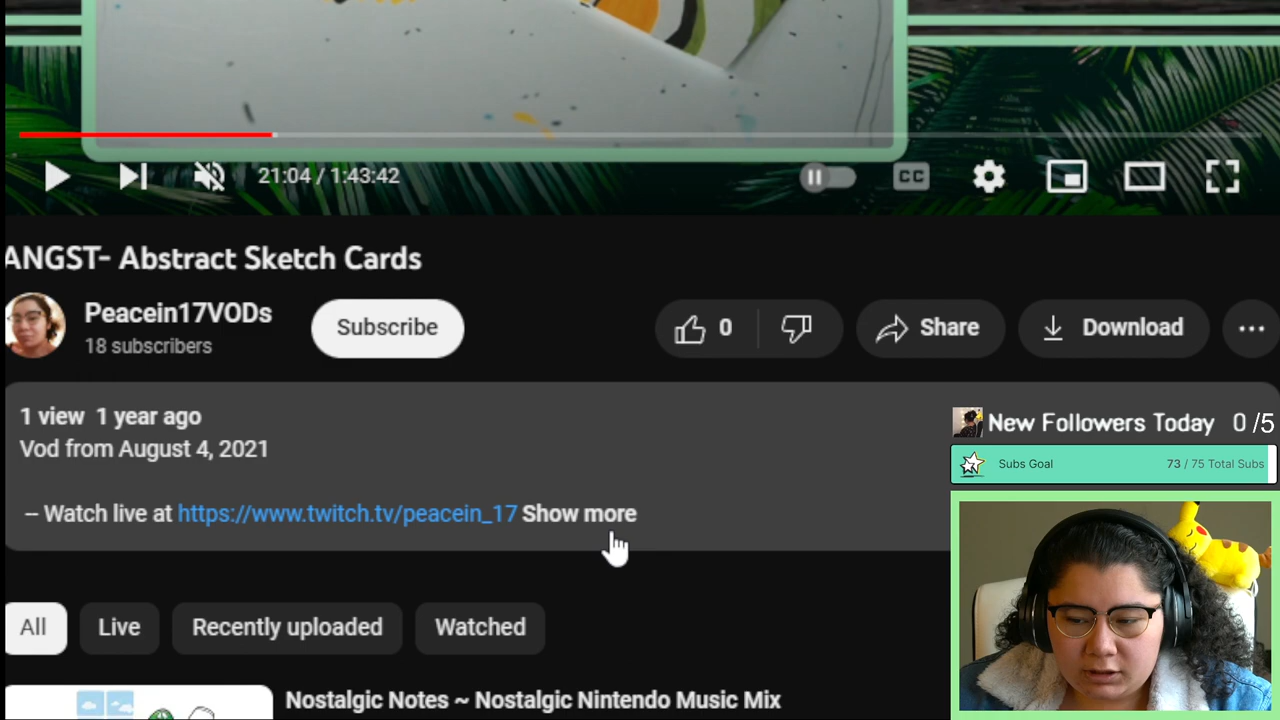 21:04 / 1:43:42
CC
ANGST- Abstract Sketch Cards
Peacein17VODs
18 subscribers
Subscribe
0
Share
Download
1 view 1 year ago
Vod from August 4, 2021
-- Watch live at https://www.twitch.tv/peacein_17 Show more
New Followers Today 0 /5
Subs Goal 73 / 75 Total Subs
All
Live
Recently uploaded
Watched
Nostalgic Notes ~ Nostalgic Nintendo Music Mix